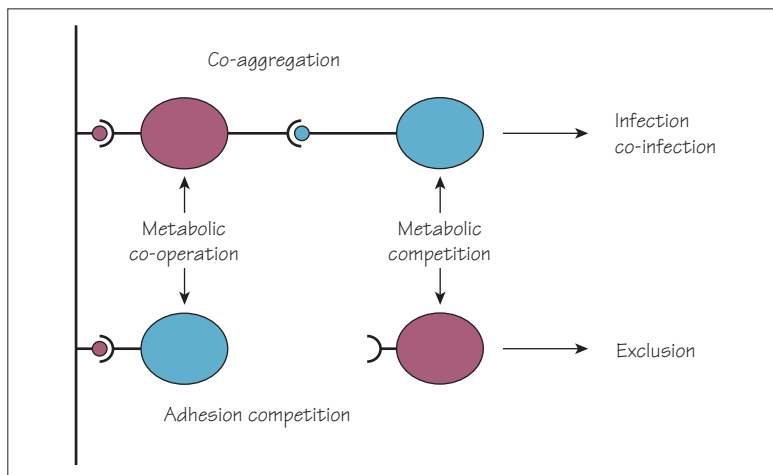 Co-aggregation
Infection
co-infection
Metabolic
co-operation
Metabolic
competition
Exclusion
Adhesion competition